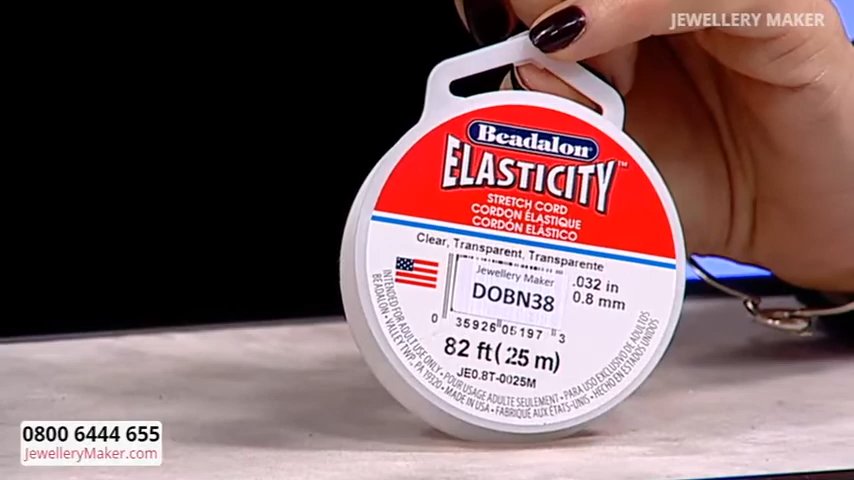 JEWELLERY MAKER
Beadalon®
ELASTICITY™
STRETCH CORD
CORDON ÉLASTIQUE
CORDÓN ELÁSTICO
Clear, Transparent, Transparente
Jewellery Maker
DOBN38
.032 in
0.8 mm
0 35926 05197 3
82 ft (25 m)
JE0.8T-0025M
INTENDED FOR ADULT USE ONLY • POUR USAGE ADULTE SEULEMENT • PARA USO EXCLUSIVO DE ADULTOS
BEADALON • VALLEY TWP., PA 19320 • MADE IN USA • FABRIQUÉ AUX ÉTATS-UNIS • HECHO EN ESTADOS UNIDOS
0800 6444 655
JewelleryMaker.com